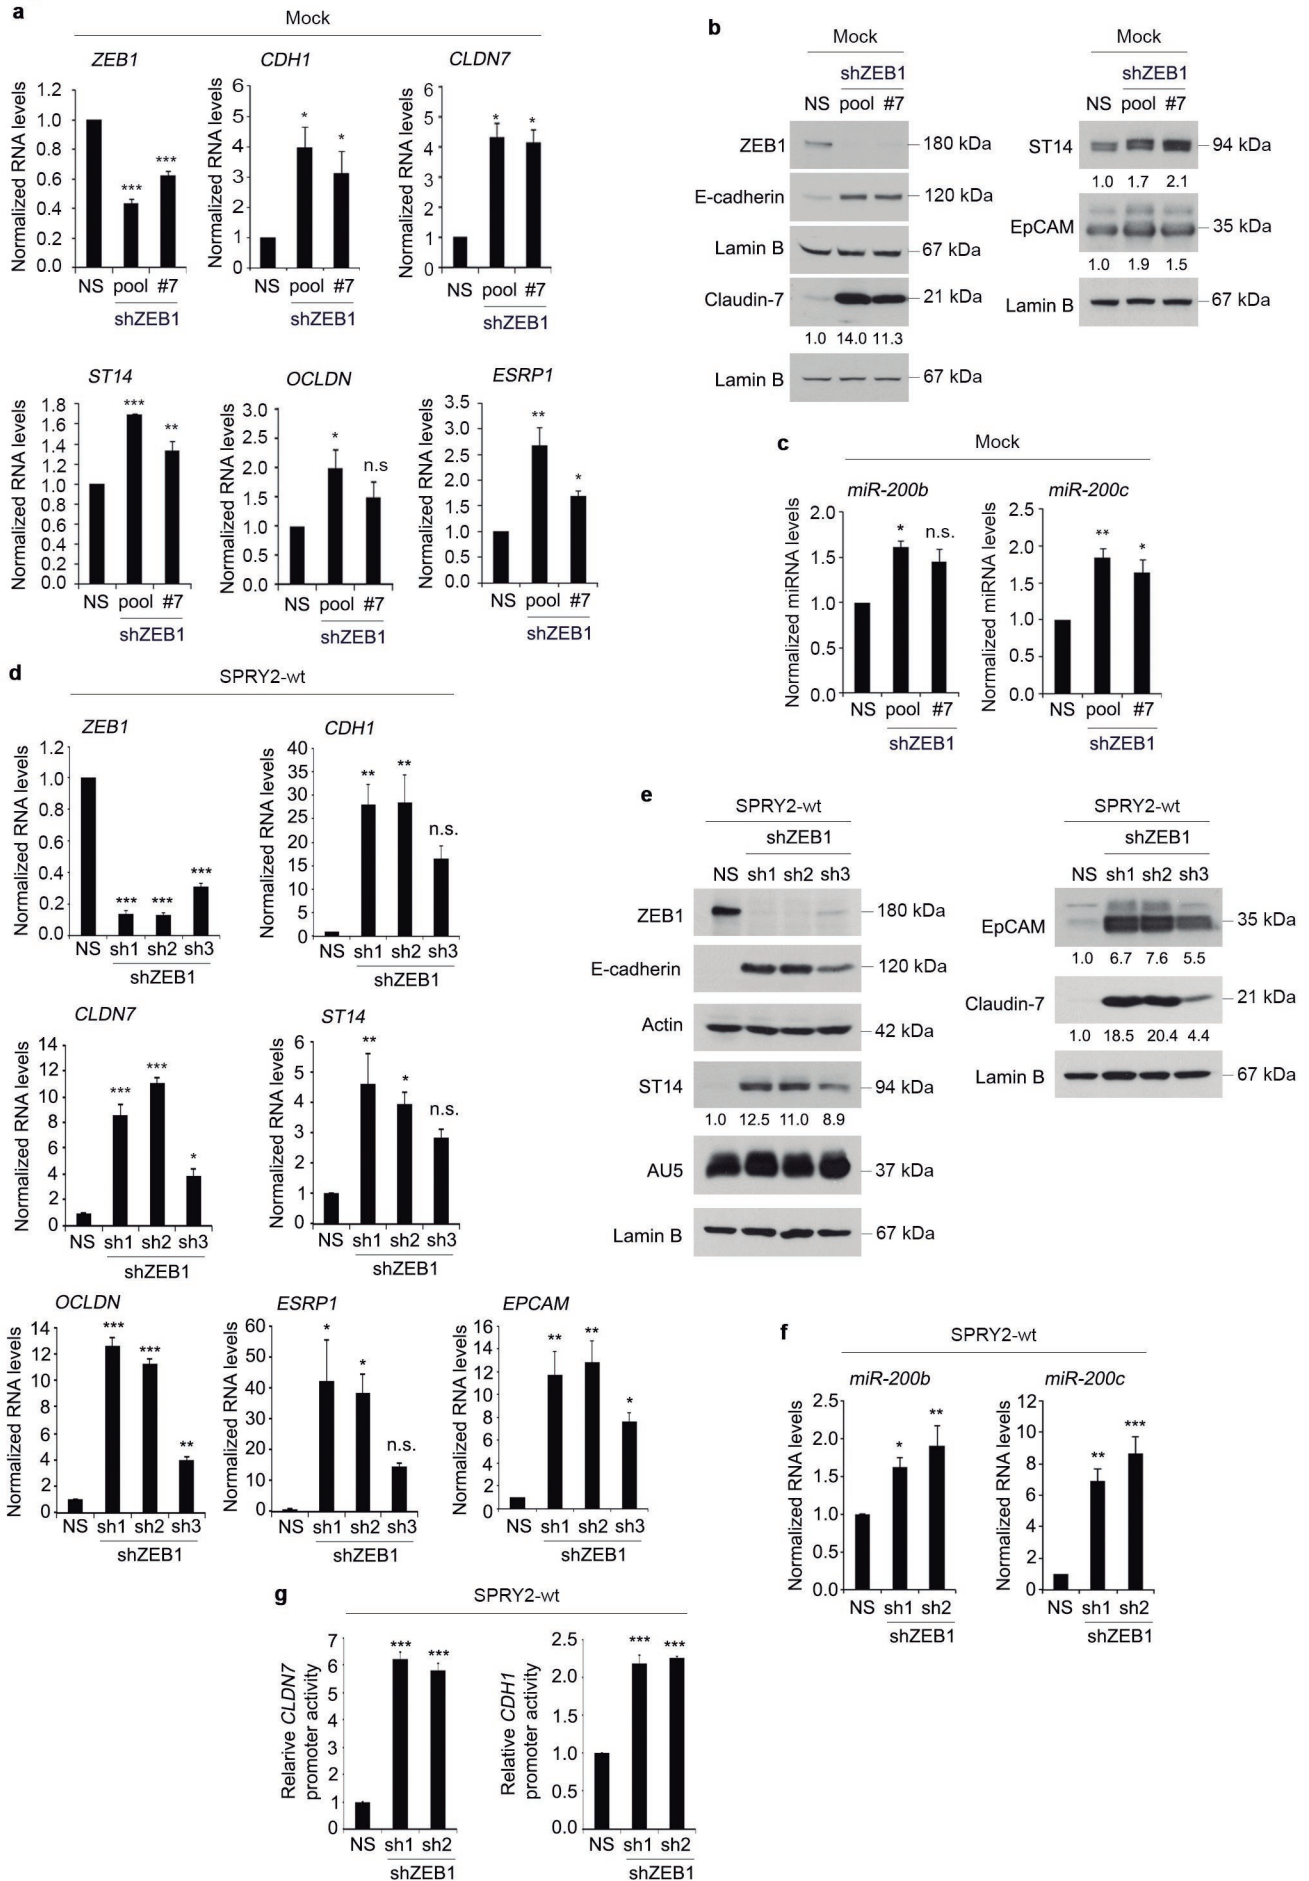 a
Mock
ZEB1
CDH1
CLDN7
Normalized RNA levels
1.2
1.0
0.8
0.6
0.4
0.2
0.0
***
***
NS pool #7
shZEB1
Normalized RNA levels
6
5
4
3
2
1
0
*
*
NS pool #7
shZEB1
Normalized RNA levels
6
5
4
3
2
1
0
*
*
NS pool #7
shZEB1
ST14
OCLDN
ESRP1
Normalized RNA levels
1.8
1.6
1.4
1.2
1.0
0.8
0.6
0.4
0.2
0.0
***
**
NS pool #7
shZEB1
Normalized RNA levels
3.0
2.5
2.0
1.5
1.0
0.5
0.0
*
n.s
NS pool #7
shZEB1
Normalized RNA levels
3.5
3.0
2.5
2.0
1.5
1.0
0.5
0.0
**
*
NS pool #7
shZEB1
b
Mock
shZEB1
NS pool #7
ZEB1 180 kDa
E-cadherin 120 kDa
Lamin B 67 kDa
Claudin-7 21 kDa
1.0 14.0 11.3
Lamin B 67 kDa
Mock
shZEB1
NS pool #7
ST14 94 kDa
1.0 1.7 2.1
EpCAM 35 kDa
1.0 1.9 1.5
Lamin B 67 kDa
c
Mock
miR-200b
miR-200c
Normalized miRNA levels
2.0
1.5
1.0
0.5
0.0
*
n.s.
NS pool #7
shZEB1
Normalized miRNA levels
2.5
2.0
1.5
1.0
0.5
0.0
**
*
NS pool #7
shZEB1
d
SPRY2-wt
ZEB1
CDH1
Normalized RNA levels
1.2
1.0
0.8
0.6
0.4
0.2
0.0
***
***
***
NS sh1 sh2 sh3
shZEB1
Normalized RNA levels
40
35
30
25
20
15
10
5
0
**
**
n.s.
NS sh1 sh2 sh3
shZEB1
CLDN7
ST14
Normalized RNA levels
14
12
10
8
6
4
2
0
***
***
*
NS sh1 sh2 sh3
shZEB1
Normalized RNA levels
6
5
4
3
2
1
0
**
*
n.s.
NS sh1 sh2 sh3
shZEB1
OCLDN
ESRP1
EPCAM
Normalized RNA levels
14
12
10
8
6
4
2
0
***
***
**
NS sh1 sh2 sh3
shZEB1
Normalized RNA levels
60
50
40
30
20
10
0
*
*
n.s.
NS sh1 sh2 sh3
shZEB1
Normalized RNA levels
16
14
12
10
8
6
4
2
0
**
**
*
NS sh1 sh2 sh3
shZEB1
e
SPRY2-wt
shZEB1
NS sh1 sh2 sh3
ZEB1 180 kDa
E-cadherin 120 kDa
Actin 42 kDa
ST14 94 kDa
1.0 12.5 11.0 8.9
AU5 37 kDa
Lamin B 67 kDa
SPRY2-wt
shZEB1
NS sh1 sh2 sh3
EpCAM 35 kDa
1.0 6.7 7.6 5.5
Claudin-7 21 kDa
1.0 18.5 20.4 4.4
Lamin B 67 kDa
f
SPRY2-wt
miR-200b
miR-200c
Normalized RNA levels
2.5
2.0
1.5
1.0
0.5
0.0
*
**
NS sh1 sh2
shZEB1
Normalized RNA levels
12
10
8
6
4
2
0
**
***
NS sh1 sh2
shZEB1
g
SPRY2-wt
Relarive CLDN7
promoter activity
7
6
5
4
3
2
1
0
***
***
NS sh1 sh2
shZEB1
Relative CDH1
promoter activity
2.5
2.0
1.5
1.0
0.5
0.0
***
***
NS sh1 sh2
shZEB1